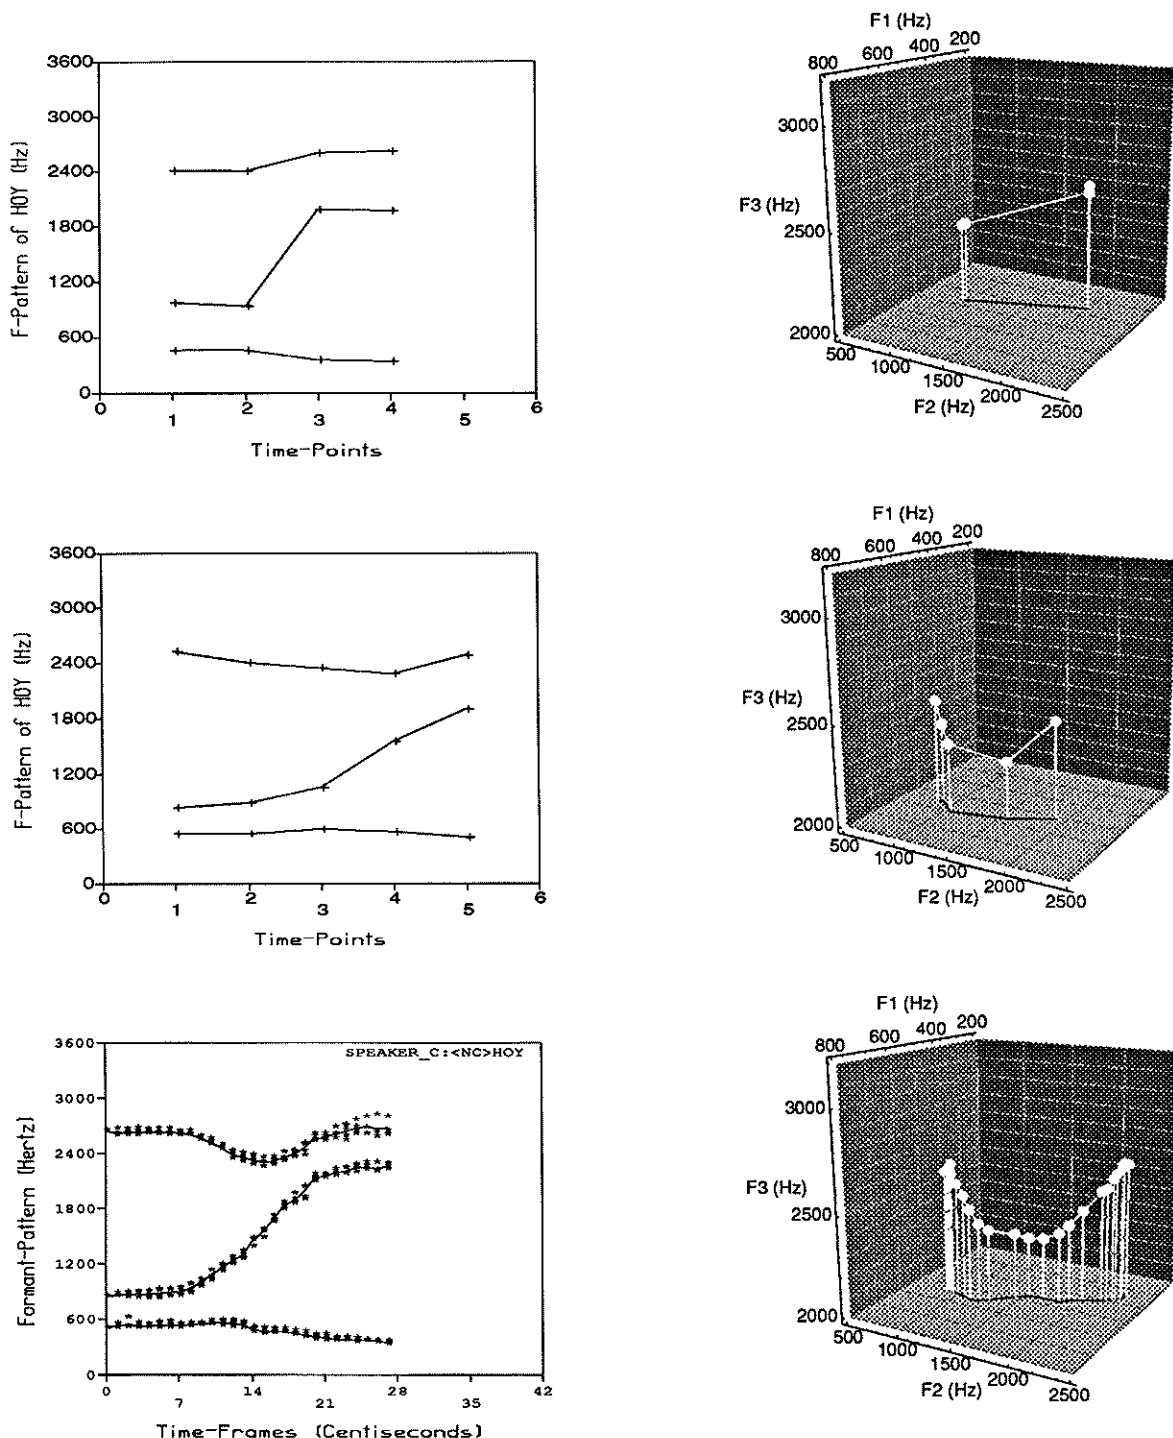 3600
3000
2400
1800
1200
600
0
F-Pattern of HOY (Hz)
0 1 2 3 4 5 6
Time-Points
F1 (Hz)
800 600 400 200
3000
F3 (Hz)
2500
2000
500 1000 1500 2000 2500
F2 (Hz)
3600
3000
2400
1800
1200
600
0
F-Pattern of HOY (Hz)
0 1 2 3 4 5 6
Time-Points
F1 (Hz)
800 600 400 200
3000
F3 (Hz)
2500
2000
500 1000 1500 2000 2500
F2 (Hz)
SPEAKER_C:<NC>HOY
3600
3000
2400
1800
1200
600
0
Formant-Pattern (Hertz)
0 7 14 21 28 35 42
Time-Frames (Centiseconds)
F1 (Hz)
800 600 400 200
3000
F3 (Hz)
2500
2000
500 1000 1500 2000 2500
F2 (Hz)